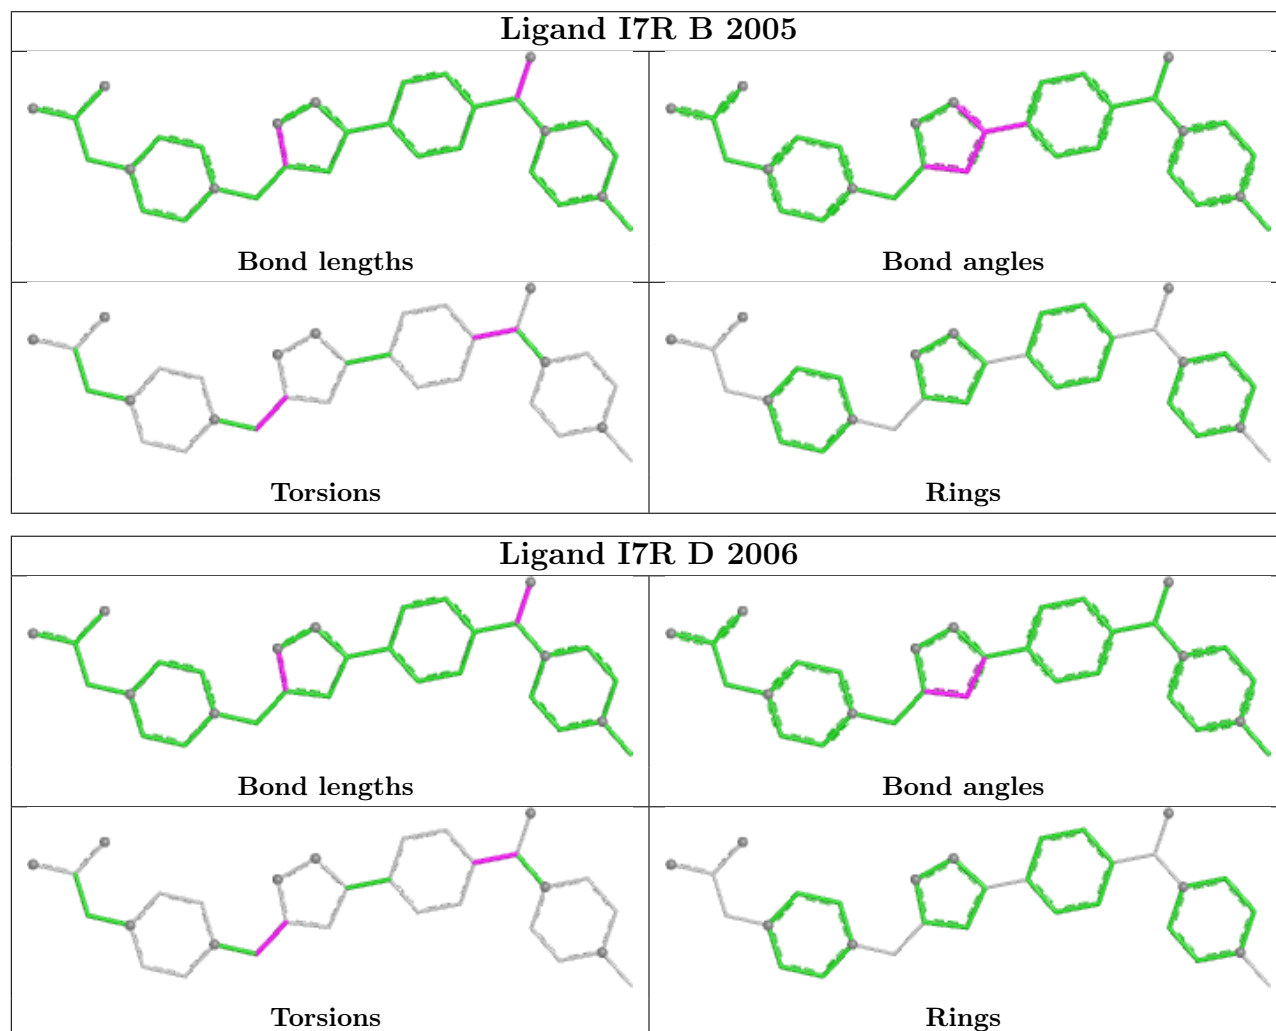 Ligand I7R B 2005
Bond lengths
Bond angles
Torsions
Rings
Ligand I7R D 2006
Bond lengths
Bond angles
Torsions
Rings